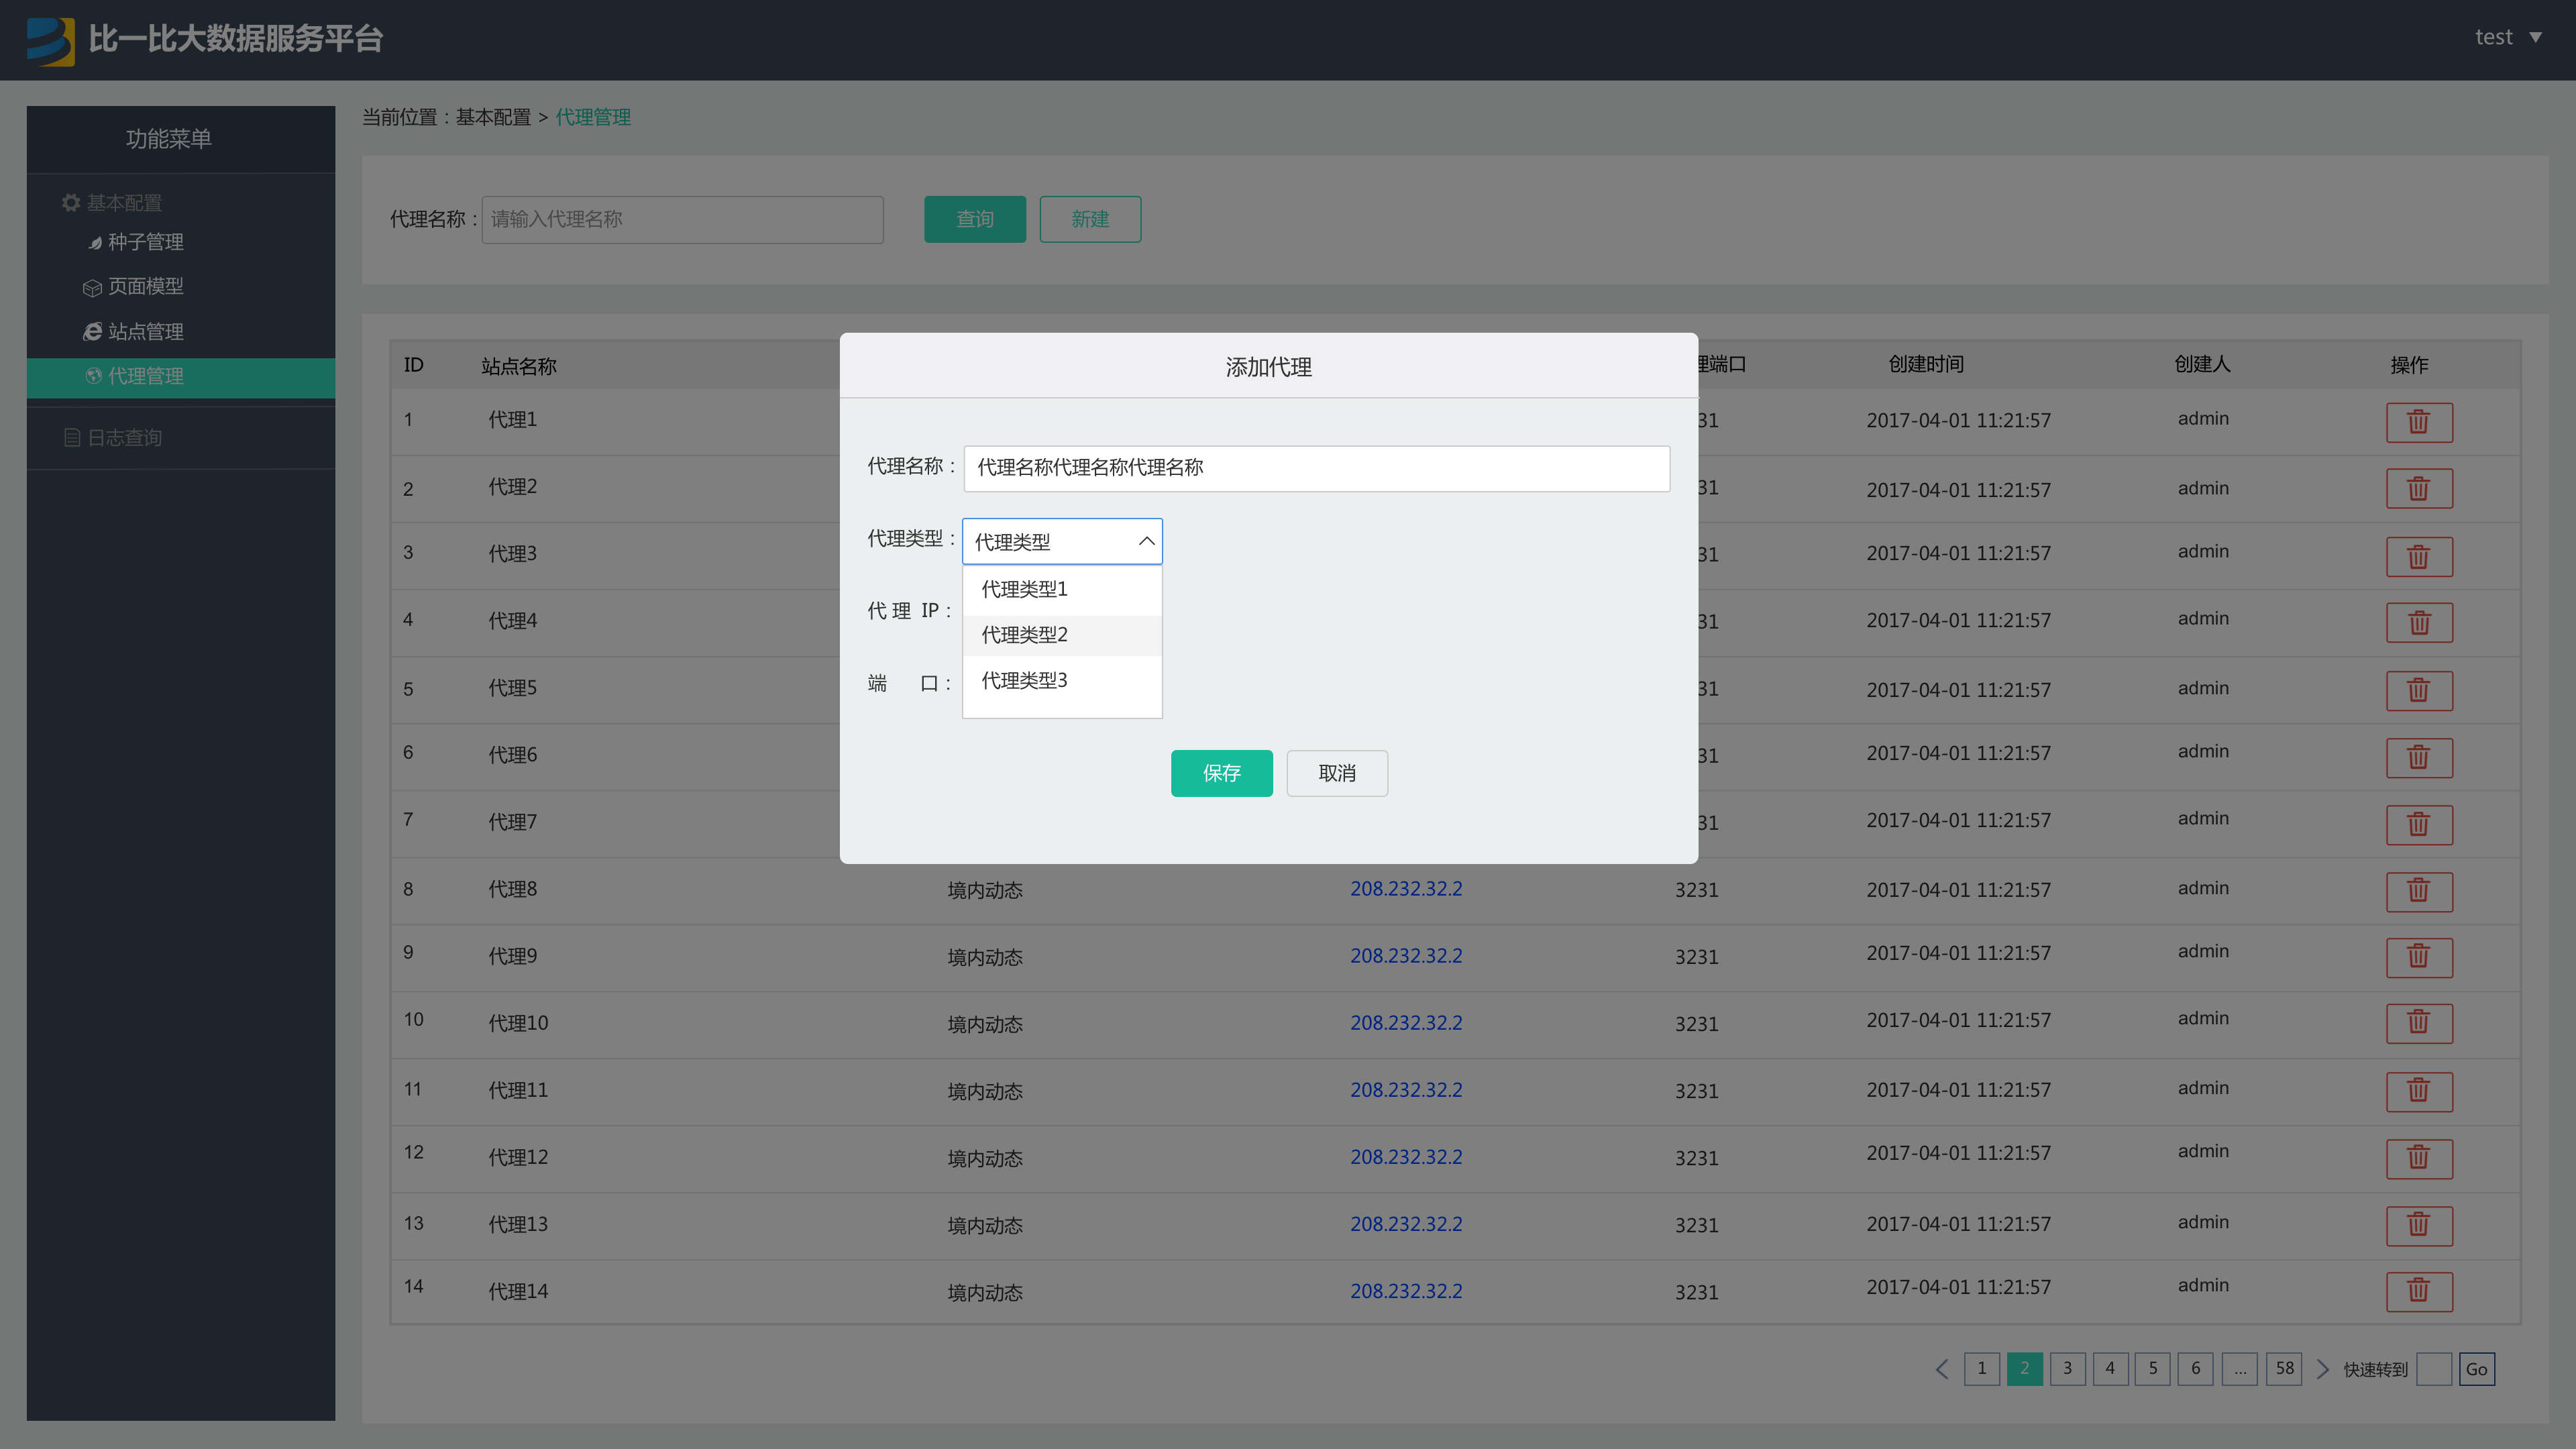 比一比大数据服务平台
test
功能菜单
基本配置
种子管理
页面模型
站点管理
代理管理
日志查询
当前位置：基本配置 > 代理管理
代理名称：
请输入代理名称
查询
新建
ID 站点名称 理端口 创建时间 创建人 操作
1 代理1 31 2017-04-01 11:21:57 admin
2 代理2 31 2017-04-01 11:21:57 admin
3 代理3 31 2017-04-01 11:21:57 admin
4 代理4 31 2017-04-01 11:21:57 admin
5 代理5 31 2017-04-01 11:21:57 admin
6 代理6 31 2017-04-01 11:21:57 admin
7 代理7 31 2017-04-01 11:21:57 admin
8 代理8 境内动态 208.232.32.2 3231 2017-04-01 11:21:57 admin
9 代理9 境内动态 208.232.32.2 3231 2017-04-01 11:21:57 admin
10 代理10 境内动态 208.232.32.2 3231 2017-04-01 11:21:57 admin
11 代理11 境内动态 208.232.32.2 3231 2017-04-01 11:21:57 admin
12 代理12 境内动态 208.232.32.2 3231 2017-04-01 11:21:57 admin
13 代理13 境内动态 208.232.32.2 3231 2017-04-01 11:21:57 admin
14 代理14 境内动态 208.232.32.2 3231 2017-04-01 11:21:57 admin
添加代理
代理名称： 代理名称代理名称代理名称
代理类型： 代理类型
代理类型1
代理类型2
代理类型3
代 理 IP：
端 口：
保存
取消
1 2 3 4 5 6 ... 58 快速转到 Go